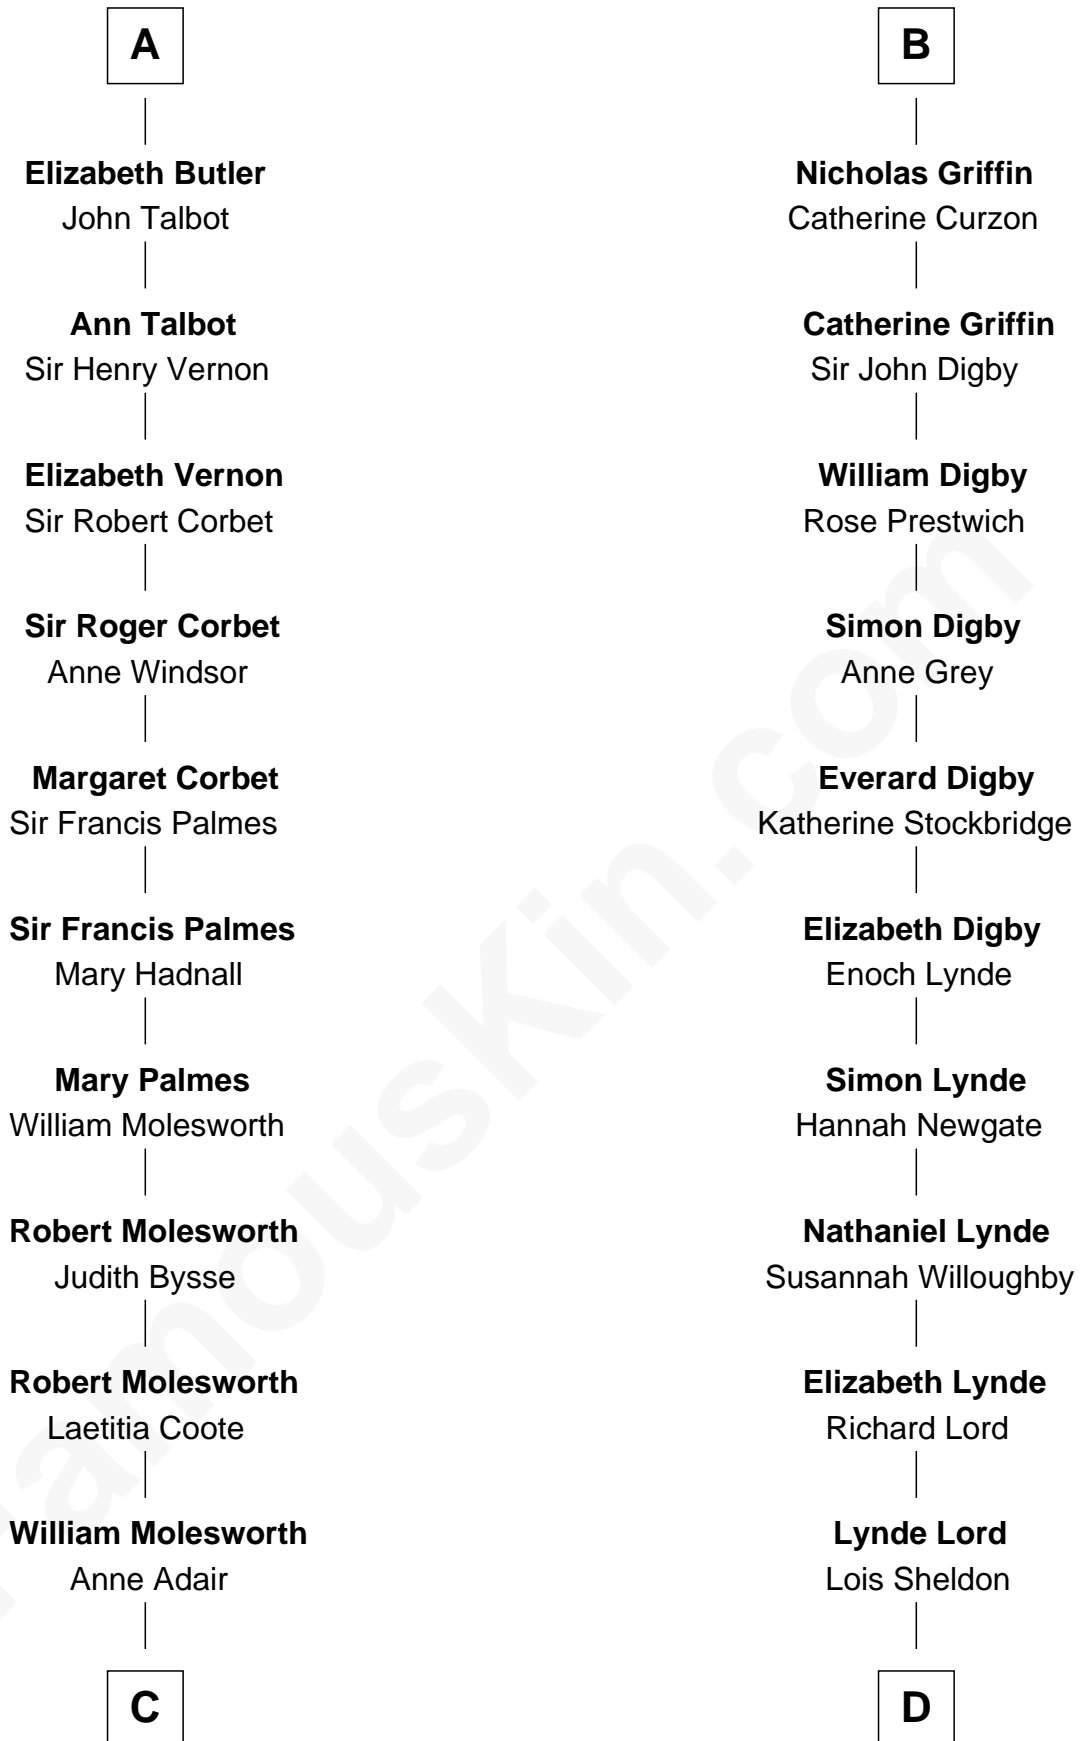 A
Elizabeth Butler
John Talbot
Ann Talbot
Sir Henry Vernon
Elizabeth Vernon
Sir Robert Corbet
Sir Roger Corbet
Anne Windsor
Margaret Corbet
Sir Francis Palmes
Sir Francis Palmes
Mary Hadnall
Mary Palmes
William Molesworth
Robert Molesworth
Judith Bysse
Robert Molesworth
Laetitia Coote
William Molesworth
Anne Adair
C
B
Nicholas Griffin
Catherine Curzon
Catherine Griffin
Sir John Digby
William Digby
Rose Prestwich
Simon Digby
Anne Grey
Everard Digby
Katherine Stockbridge
Elizabeth Digby
Enoch Lynde
Simon Lynde
Hannah Newgate
Nathaniel Lynde
Susannah Willoughby
Elizabeth Lynde
Richard Lord
Lynde Lord
Lois Sheldon
D
FamousKin.com